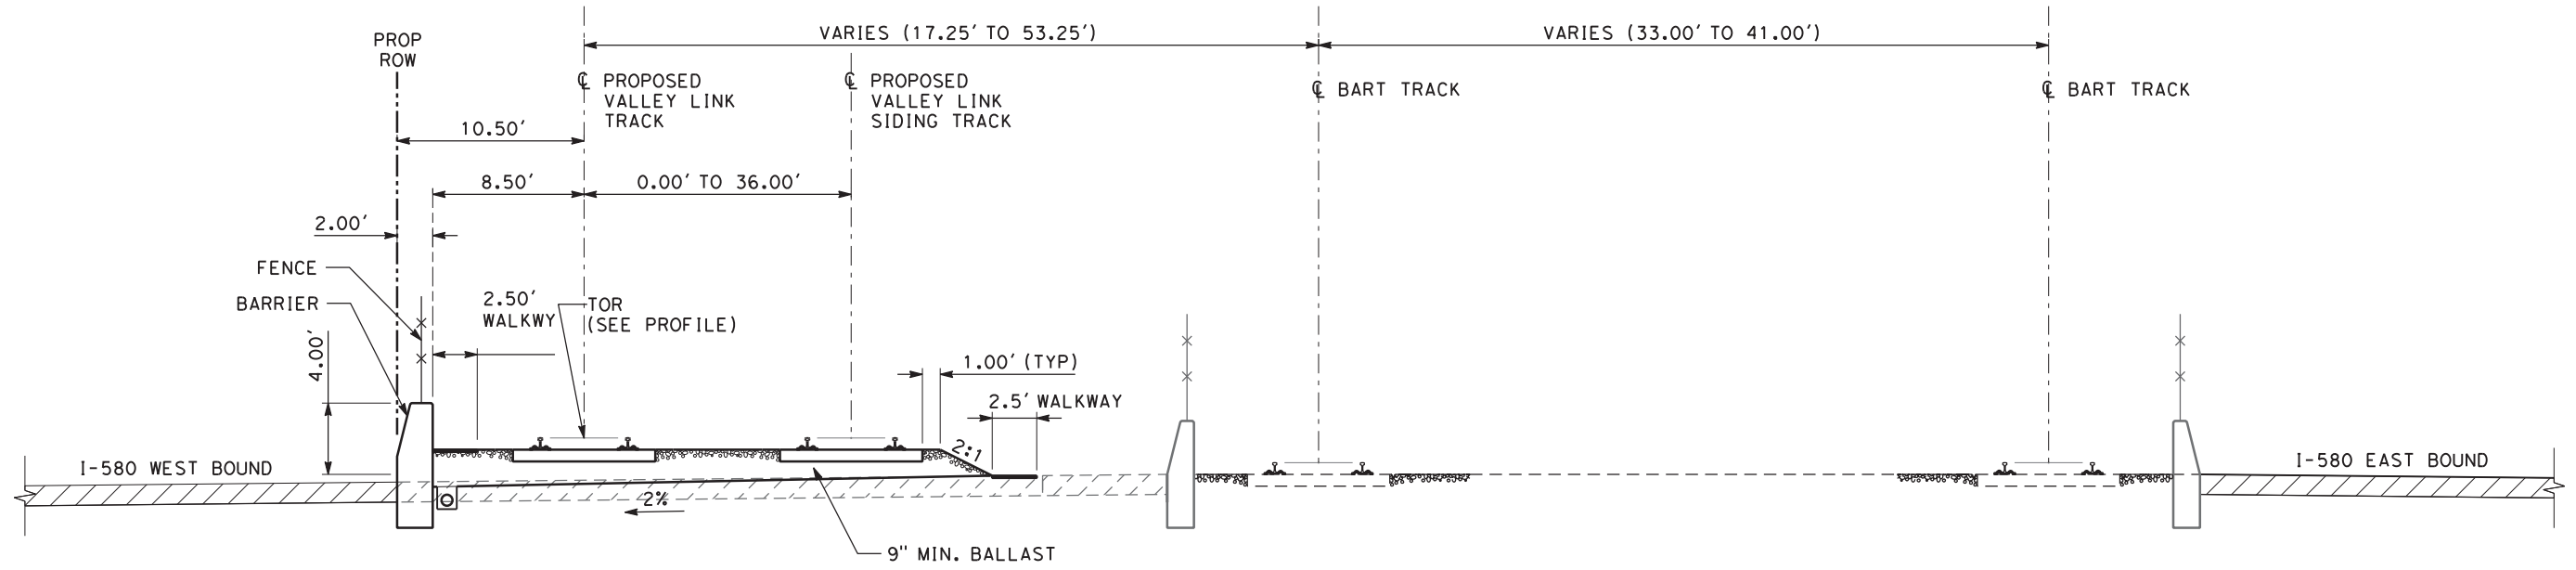 VARIES (17.25' TO 53.25')
VARIES (33.00' TO 41.00')
PROP
ROW
℄ PROPOSED
VALLEY LINK
TRACK
℄ PROPOSED
VALLEY LINK
SIDING TRACK
℄ BART TRACK
℄ BART TRACK
10.50'
8.50'
0.00' TO 36.00'
2.00'
FENCE
BARRIER
2.50'
WALKWY
TOR
(SEE PROFILE)
4.00'
1.00' (TYP)
2.5' WALKWAY
2:1
I-580 WEST BOUND
I-580 EAST BOUND
2%
9" MIN. BALLAST